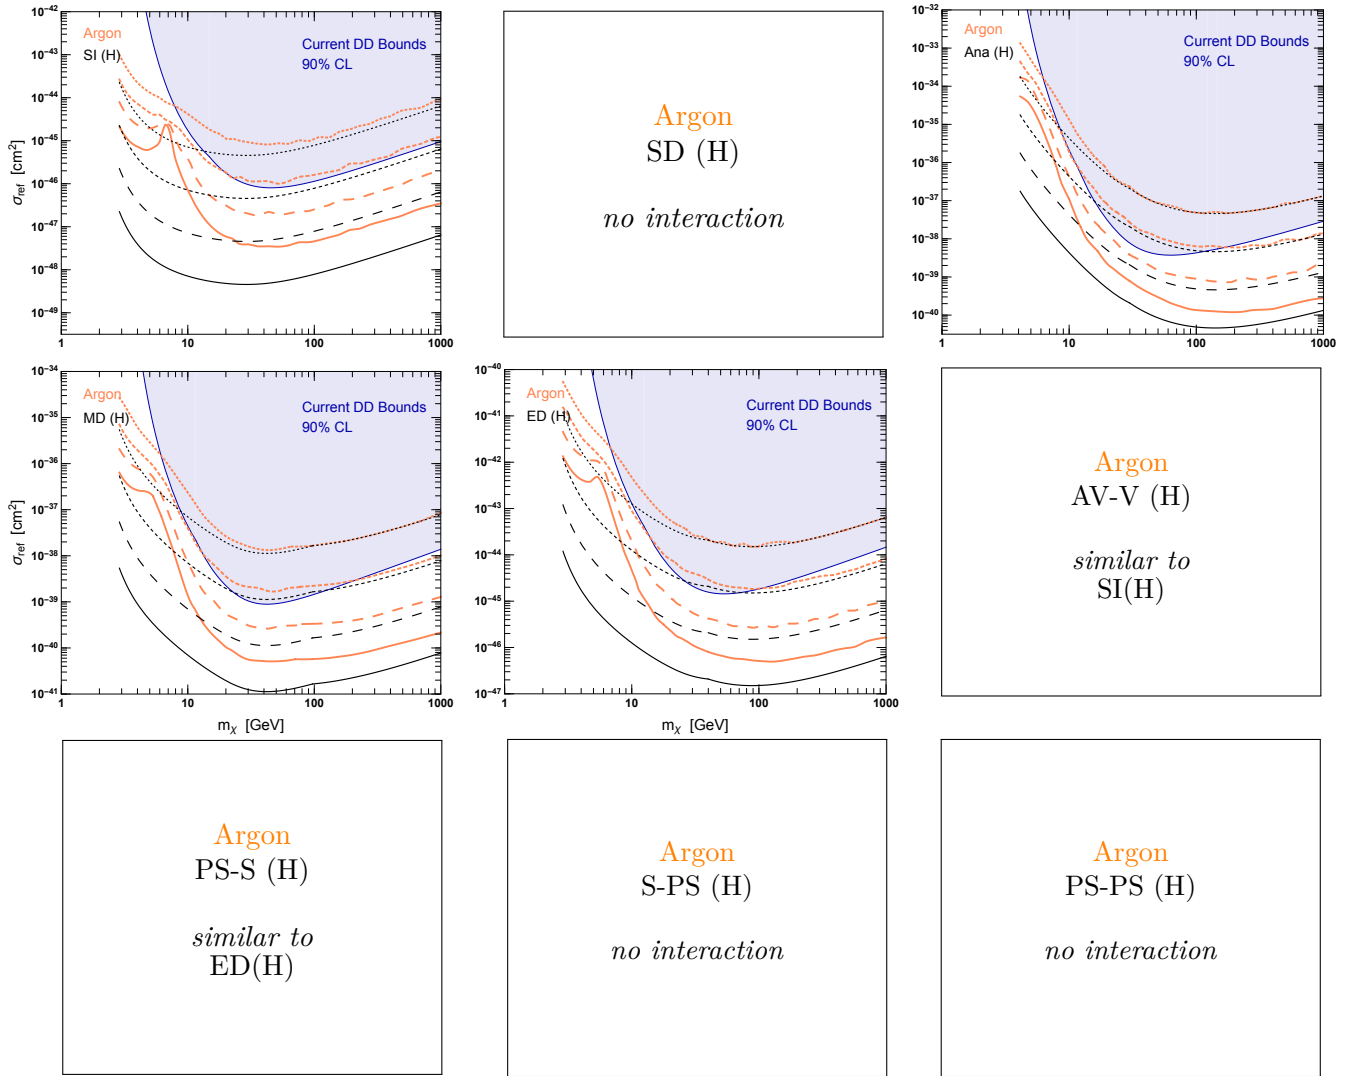 10⁻⁴²
10⁻⁴³
10⁻⁴⁴
10⁻⁴⁵
10⁻⁴⁶
10⁻⁴⁷
10⁻⁴⁸
10⁻⁴⁹
σref [cm²]
Argon
SI (H)
Current DD Bounds
90% CL
1 10 100 1000
Argon
SD (H)
no interaction
10⁻³²
10⁻³³
10⁻³⁴
10⁻³⁵
10⁻³⁶
10⁻³⁷
10⁻³⁸
10⁻³⁹
10⁻⁴⁰
Argon
Ana (H)
Current DD Bounds
90% CL
1 10 100 1000
10⁻³⁴
10⁻³⁵
10⁻³⁶
10⁻³⁷
10⁻³⁸
10⁻³⁹
10⁻⁴⁰
10⁻⁴¹
σref [cm²]
Argon
MD (H)
Current DD Bounds
90% CL
1 10 100 1000
mχ [GeV]
10⁻⁴⁰
10⁻⁴¹
10⁻⁴²
10⁻⁴³
10⁻⁴⁴
10⁻⁴⁵
10⁻⁴⁶
10⁻⁴⁷
Argon
ED (H)
Current DD Bounds
90% CL
1 10 100 1000
mχ [GeV]
Argon
AV-V (H)
similar to
SI(H)
Argon
PS-S (H)
similar to
ED(H)
Argon
S-PS (H)
no interaction
Argon
PS-PS (H)
no interaction